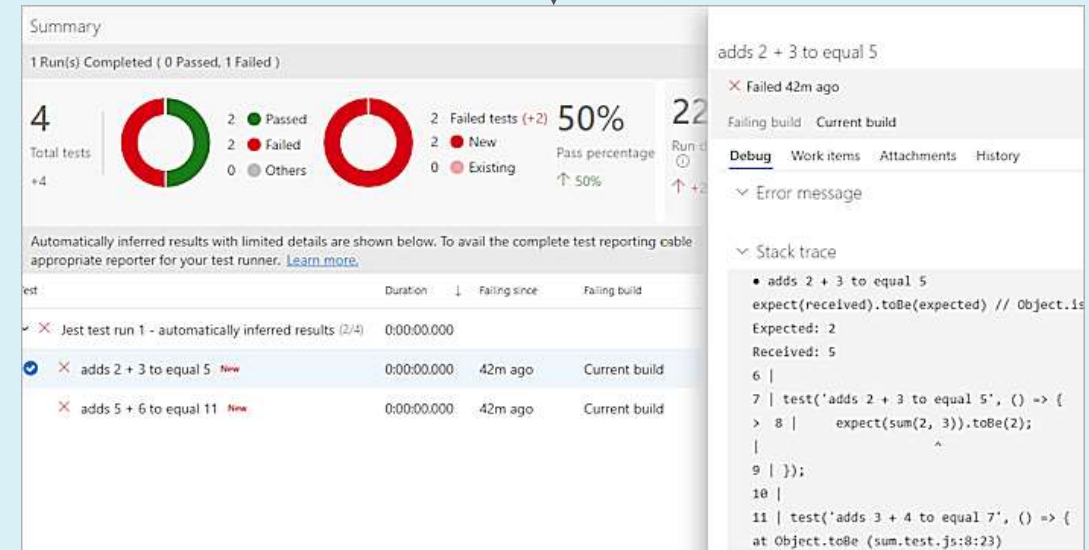 Summary
1 Run(s) Completed ( 0 Passed, 1 Failed )
4
Total tests
+4
2 Passed
2 Failed
0 Others
2 Failed tests (+2)
2 New
0 Existing
50%
Pass percentage
50%
22
Run
+2
Automatically inferred results with limited details are shown below. To avail the complete test reporting cable
appropriate reporter for your test runner. Learn more.
est Duration Failing since Failing build
Jest test run 1 - automatically inferred results (2/4) 0:00:00.000
adds 2 + 3 to equal 5 New 0:00:00.000 42m ago Current build
adds 5 + 6 to equal 11 New 0:00:00.000 42m ago Current build
adds 2 + 3 to equal 5
Failed 42m ago
Failing build Current build
Debug Work items Attachments History
Error message
Stack trace
• adds 2 + 3 to equal 5
expect(received).toBe(expected) // Object.is
Expected: 2
Received: 5
6 |
7 | test('adds 2 + 3 to equal 5', () => {
> 8 | expect(sum(2, 3)).toBe(2);
| ^
9 | });
10 |
11 | test('adds 3 + 4 to equal 7', () => {
at Object.toBe (sum.test.js:8:23)